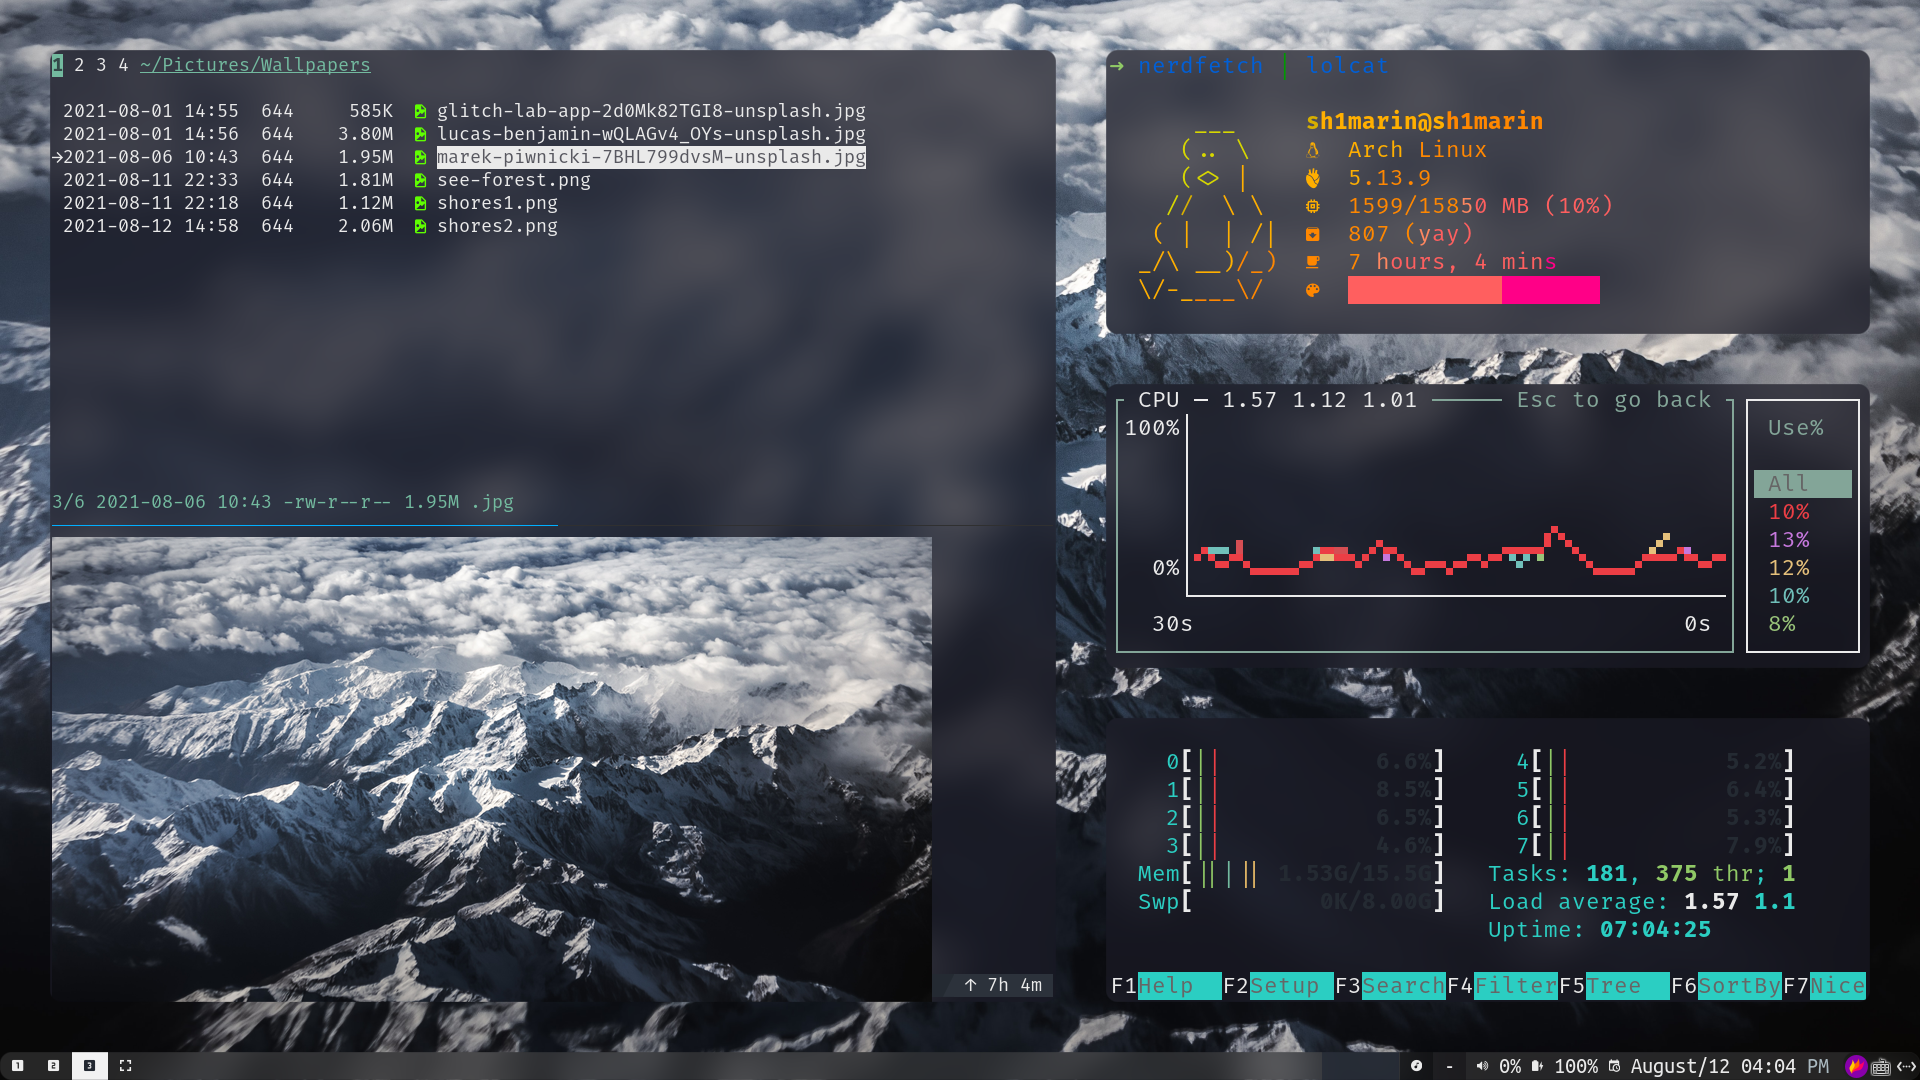 1 2 3 4 ~/Pictures/Wallpapers
2021-08-01 14:55 644 585K glitch-lab-app-2d0Mk82TGI8-unsplash.jpg
2021-08-01 14:56 644 3.80M lucas-benjamin-wQLAGv4_OYs-unsplash.jpg
→2021-08-06 10:43 644 1.95M marek-piwnicki-7BHL799dvsM-unsplash.jpg
2021-08-11 22:33 644 1.81M see-forest.png
2021-08-11 22:18 644 1.12M shores1.png
2021-08-12 14:58 644 2.06M shores2.png
3/6 2021-08-06 10:43 -rw-r--r-- 1.95M .jpg
↑ 7h 4m
→ nerdfetch | lolcat
sh1marin@sh1marin
Arch Linux
5.13.9
1599/15850 MB (10%)
807 (yay)
7 hours, 4 mins
CPU — 1.57 1.12 1.01 Esc to go back
100%
0%
30s 0s
Use%
All
10%
13%
12%
10%
8%
0[|| 6.6%] 4[|| 5.2%]
1[|| 8.5%] 5[|| 6.4%]
2[|| 6.5%] 6[|| 5.3%]
3[|| 4.6%] 7[|| 7.9%]
Mem[||||| 1.53G/15.5G] Tasks: 181, 375 thr; 1
Swp[ 0K/8.00G] Load average: 1.57 1.1
Uptime: 07:04:25
F1Help F2Setup F3SearchF4FilterF5Tree F6SortByF7Nice
1 2 3 - 0% 100% August/12 04:04 PM